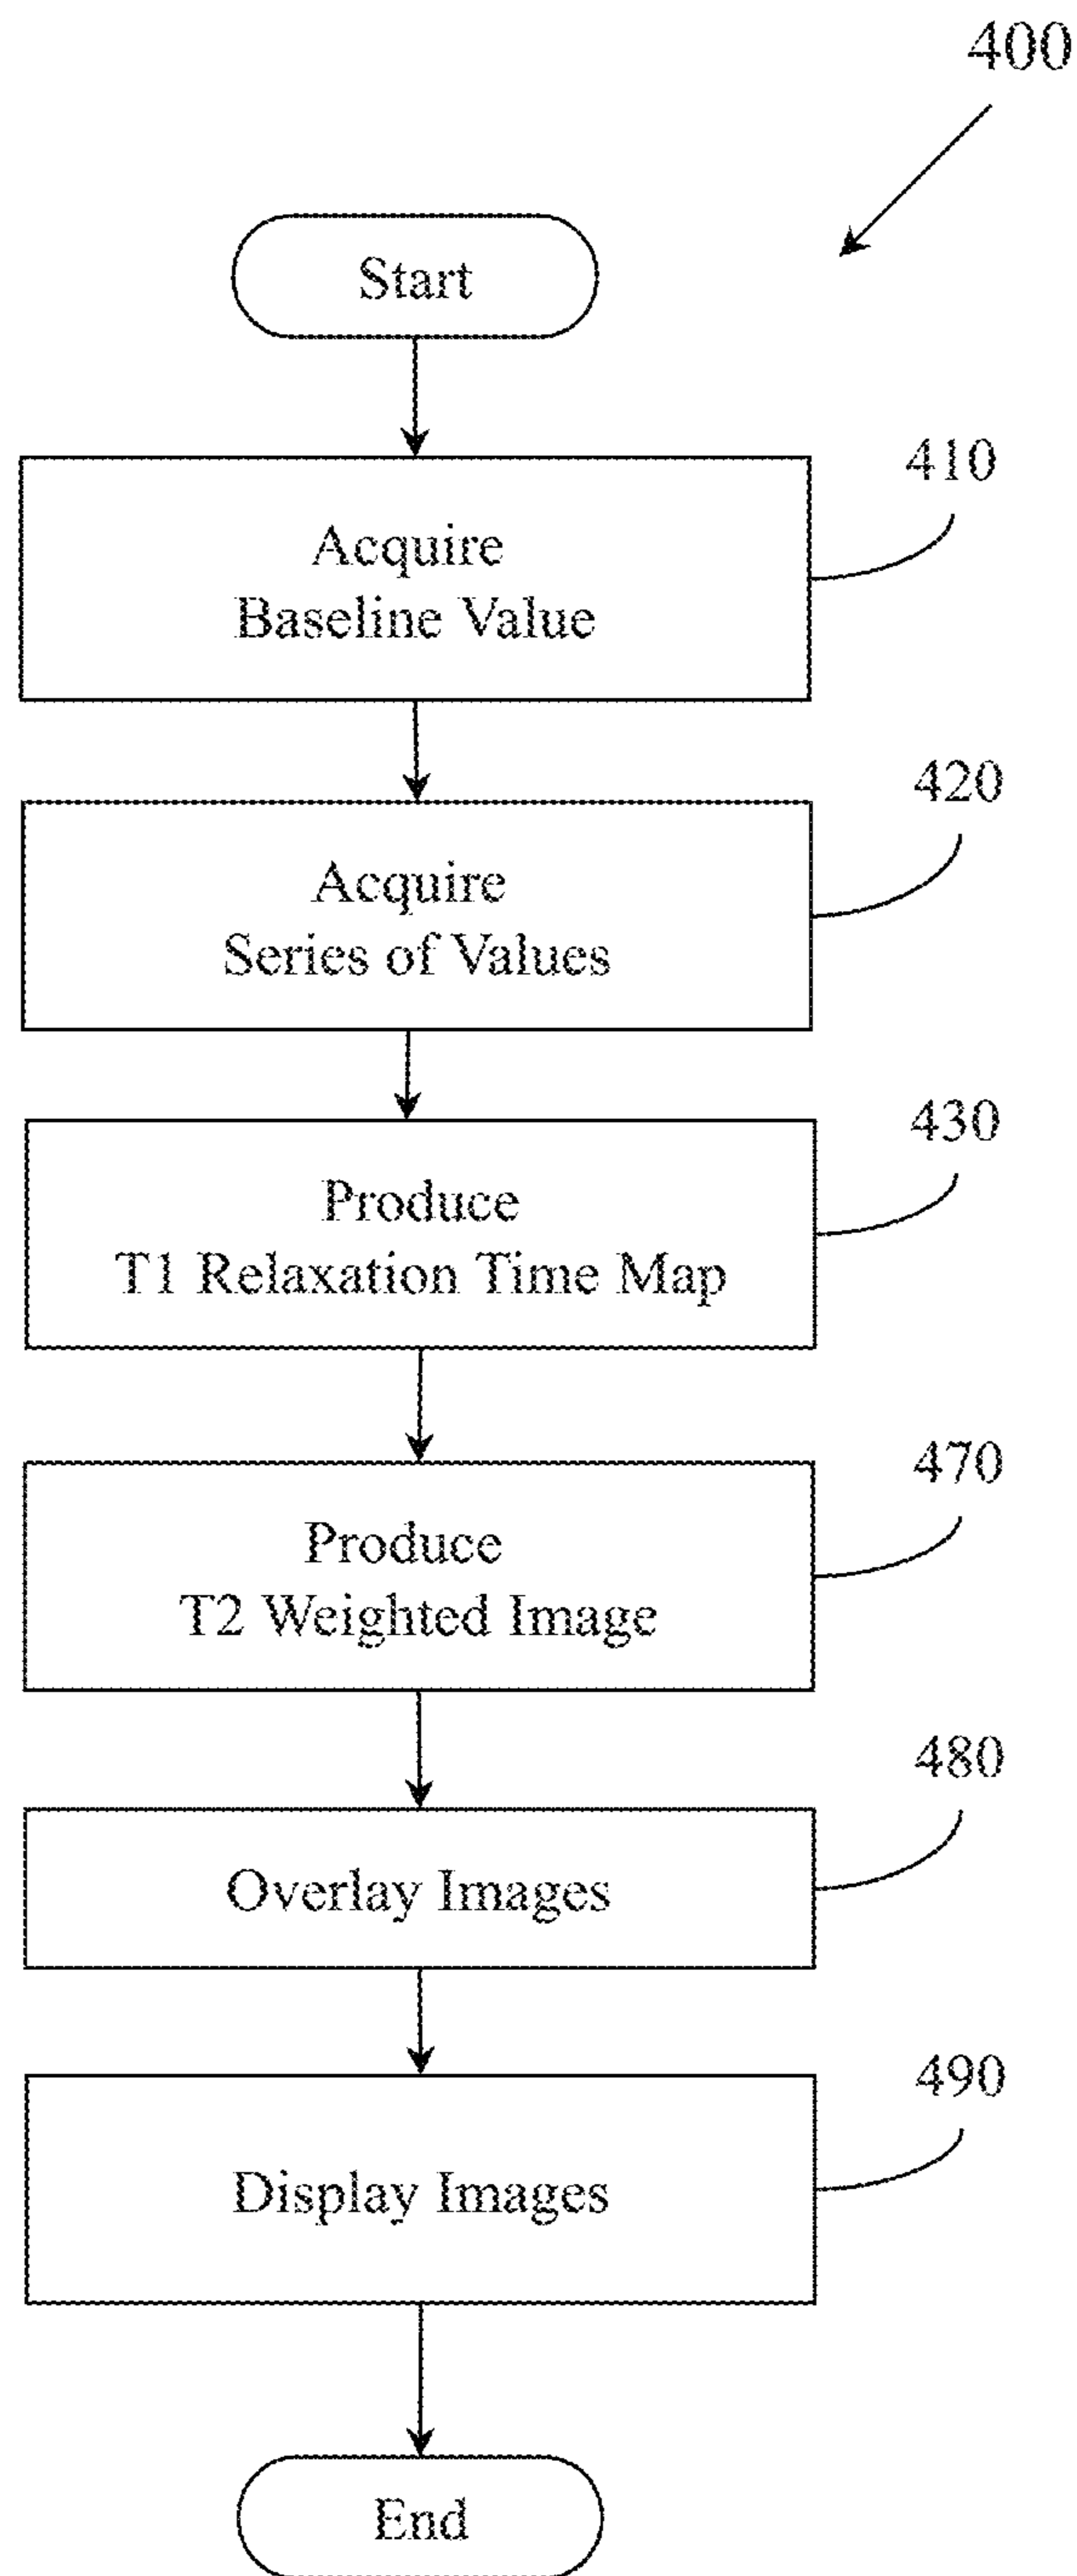 400
Start
410
Acquire
Baseline Value
420
Acquire
Series of Values
430
Produce
T1 Relaxation Time Map
470
Produce
T2 Weighted Image
480
Overlay Images
490
Display Images
End